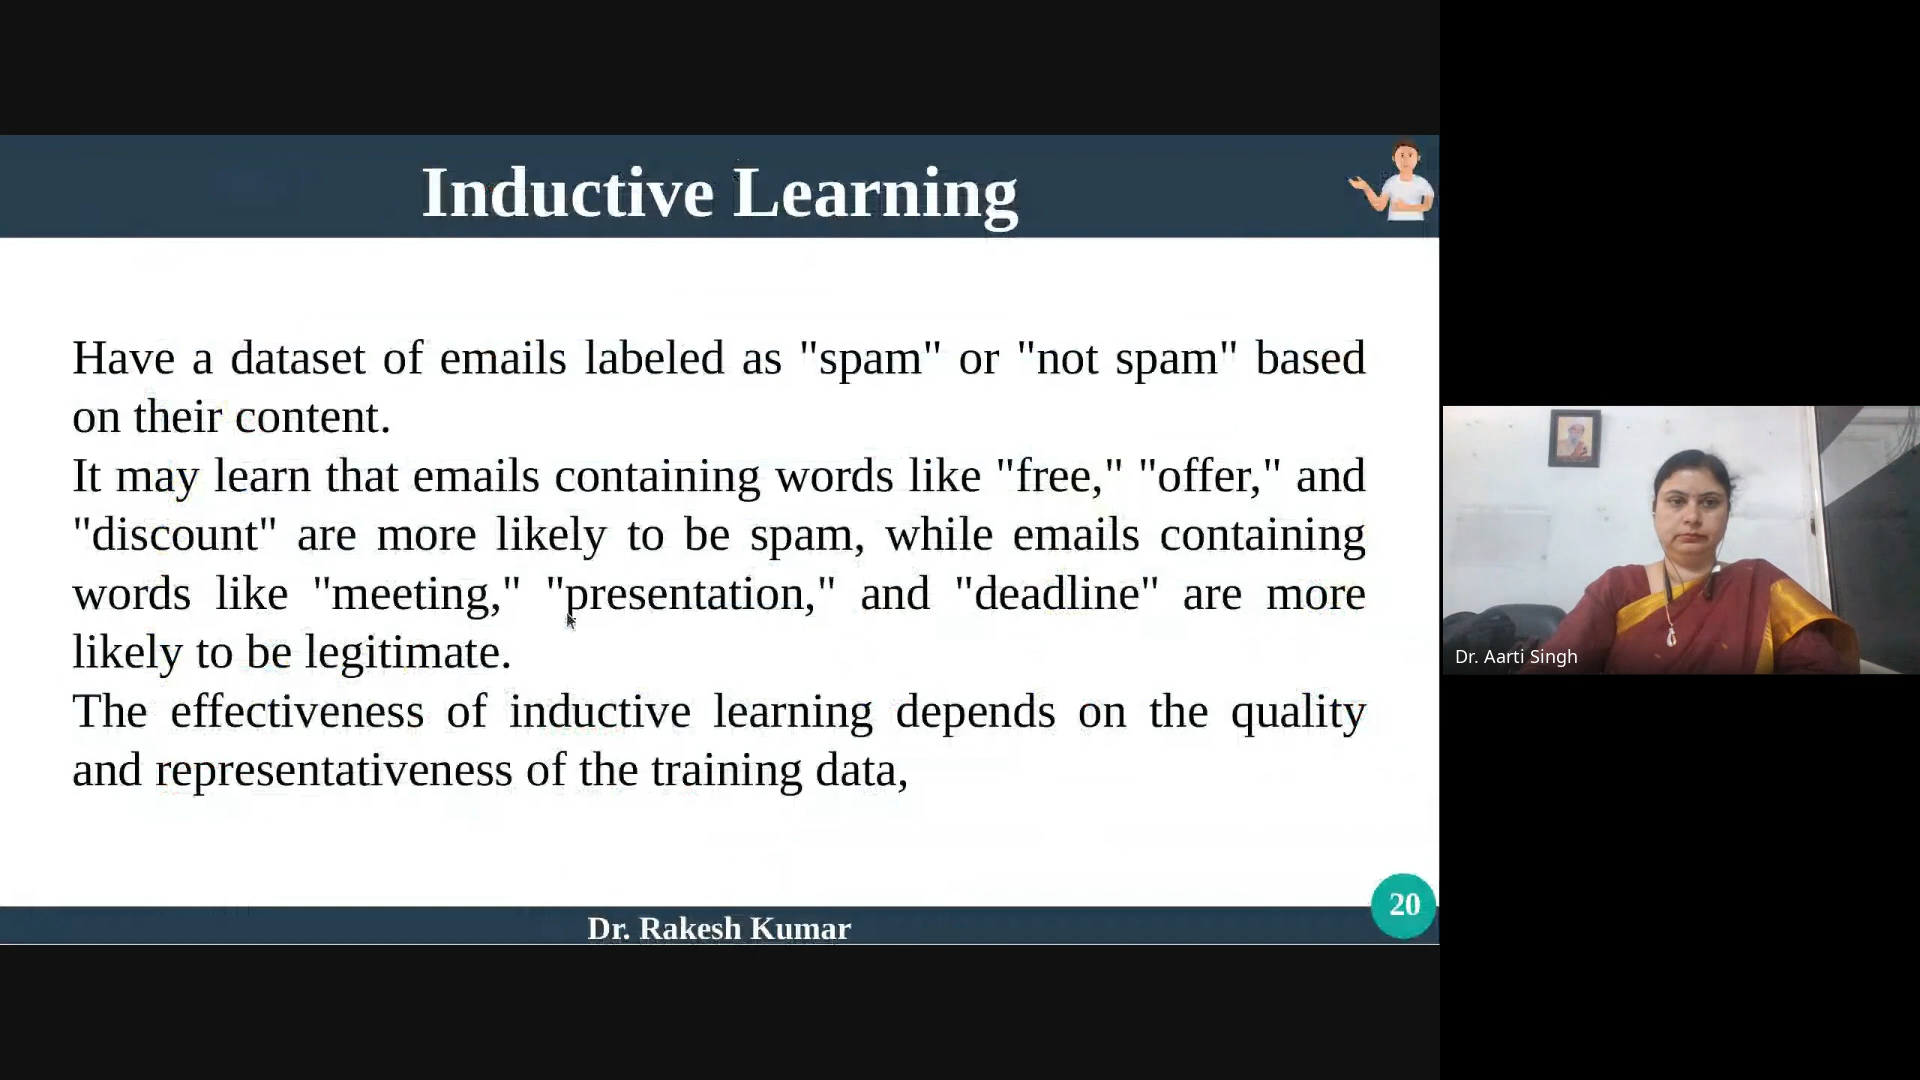 Inductive Learning
Have a dataset of emails labeled as "spam" or "not spam" based
on their content.
It may learn that emails containing words like "free," "offer," and
"discount" are more likely to be spam, while emails containing
words like "meeting," "presentation," and "deadline" are more
likely to be legitimate.
The effectiveness of inductive learning depends on the quality
and representativeness of the training data,
20
Dr. Rakesh Kumar
Dr. Aarti Singh